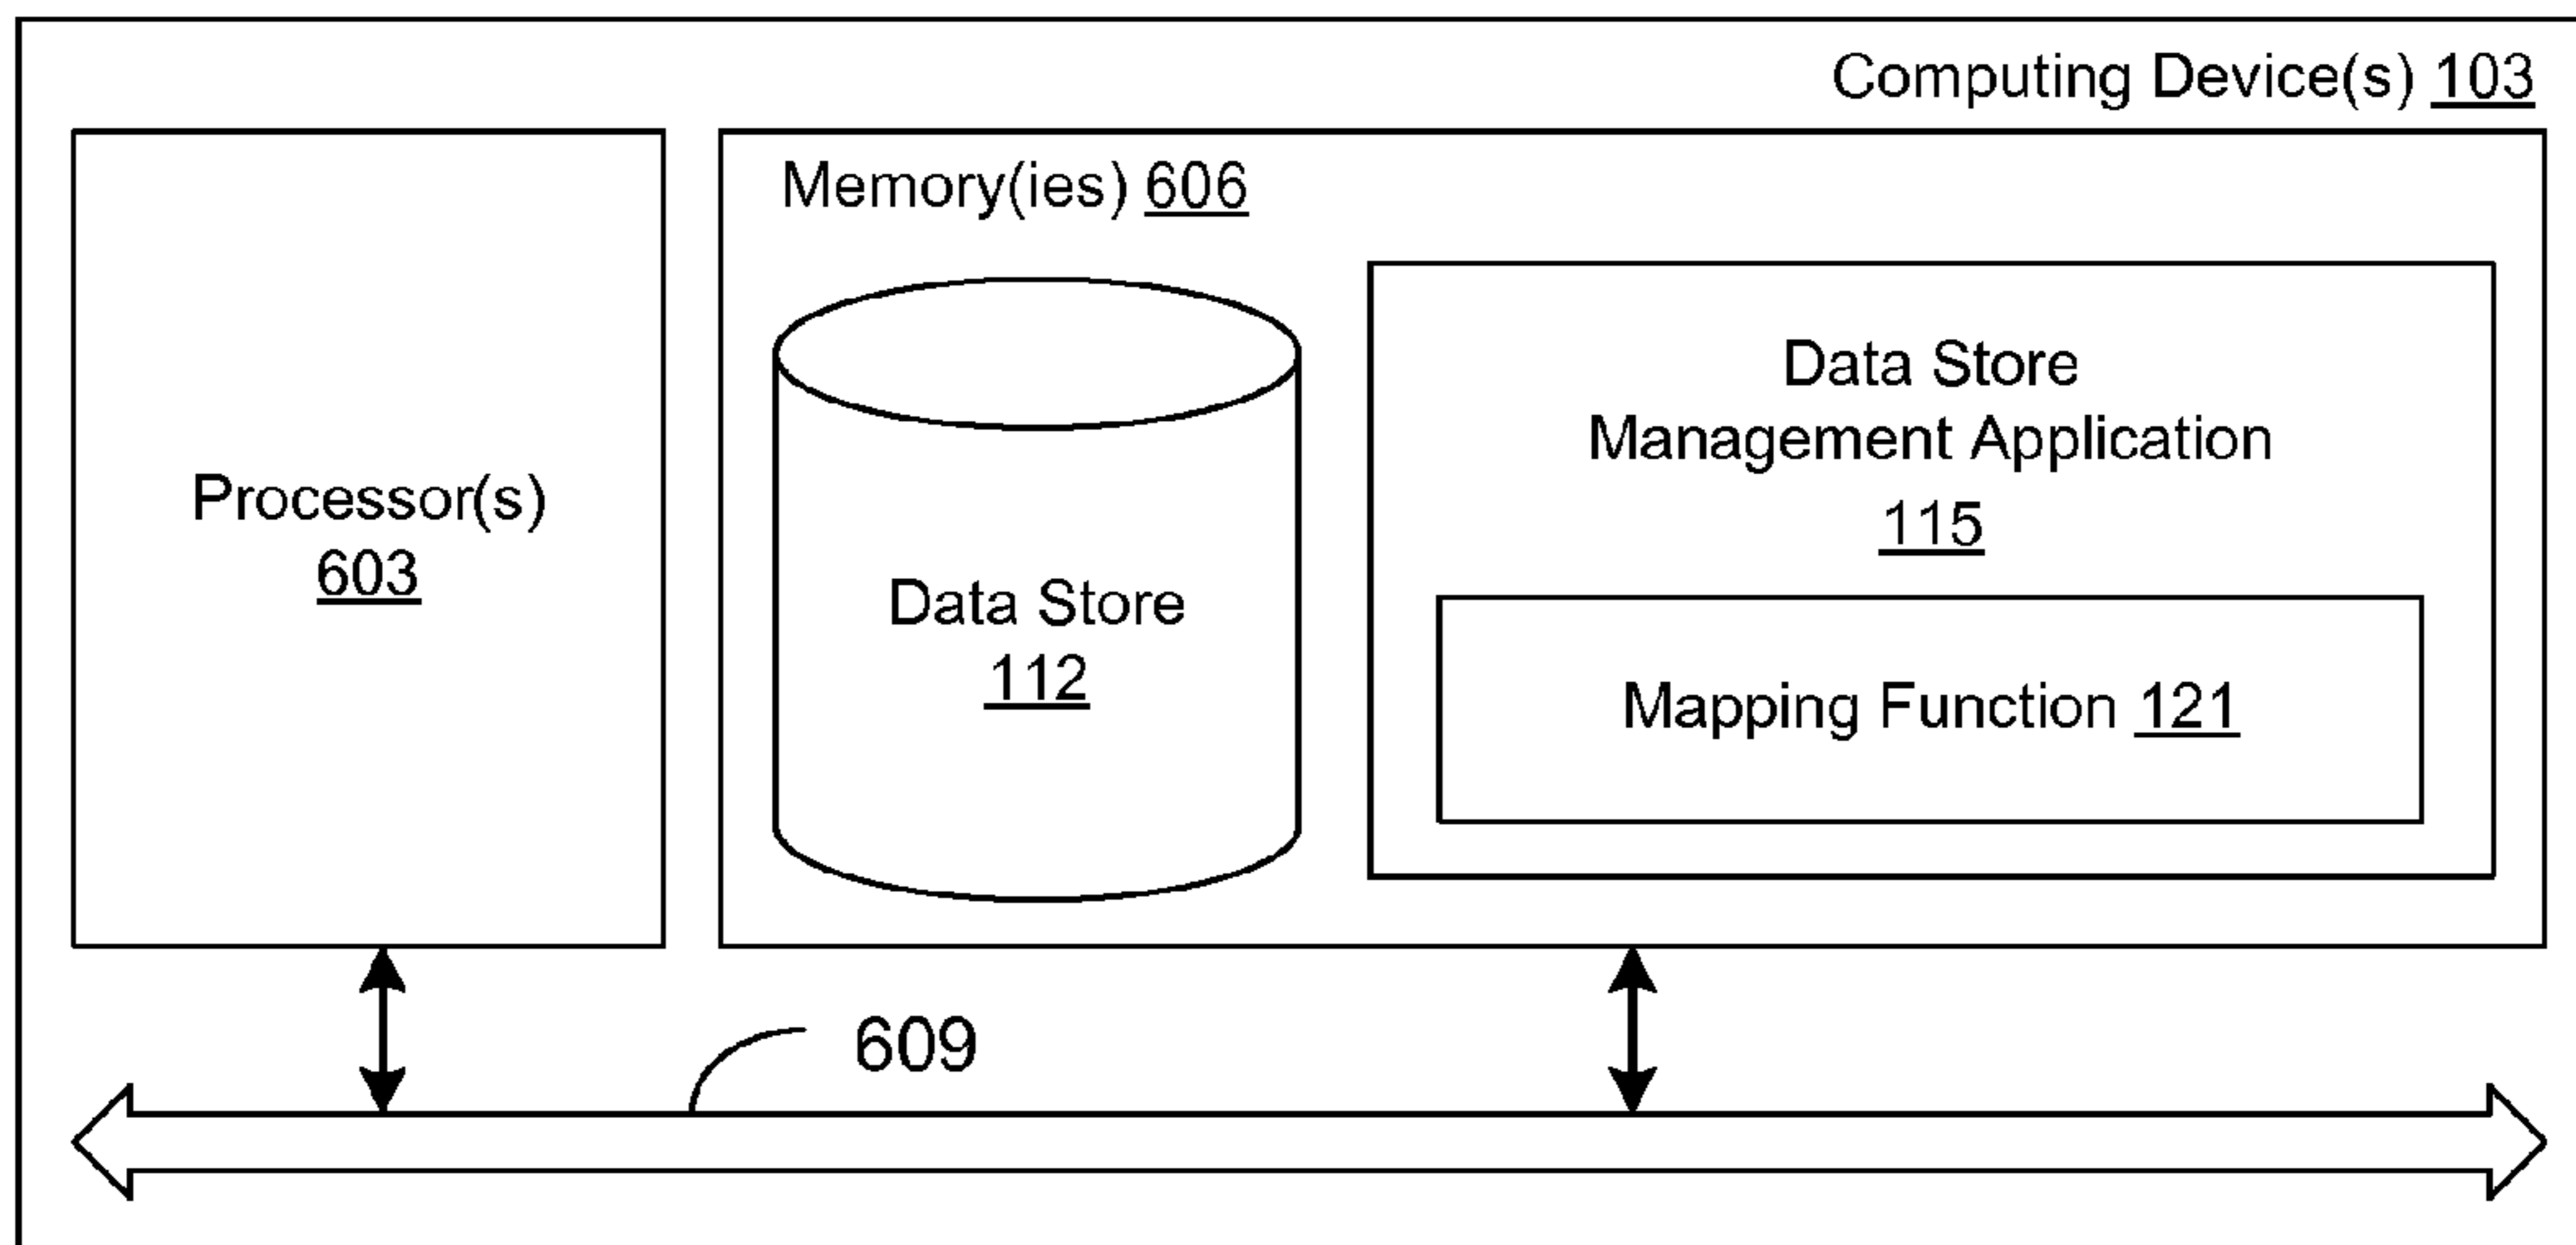 Computing Device(s) 103
Memory(ies) 606
Processor(s)
603
Data Store
112
Data Store
Management Application
115
Mapping Function 121
609